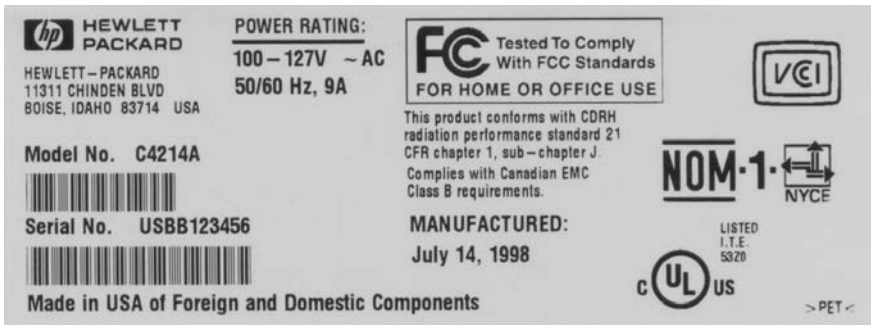 hp HEWLETT
PACKARD
HEWLETT-PACKARD
11311 CHINDEN BLVD
BOISE, IDAHO 83714 USA
Model No. C4214A
Serial No. USBB123456
Made in USA of Foreign and Domestic Components
POWER RATING:
100-127V ~AC
50/60 Hz, 9A
FC Tested To Comply
With FCC Standards
FOR HOME OR OFFICE USE
This product conforms with CDRH
radiation performance standard 21
CFR chapter 1, sub-chapter J.
Complies with Canadian EMC
Class B requirements.
MANUFACTURED:
July 14, 1998
VCI
NOM-1-
NYCE
LISTED
I.T.E.
5320
C UL US
>PET<